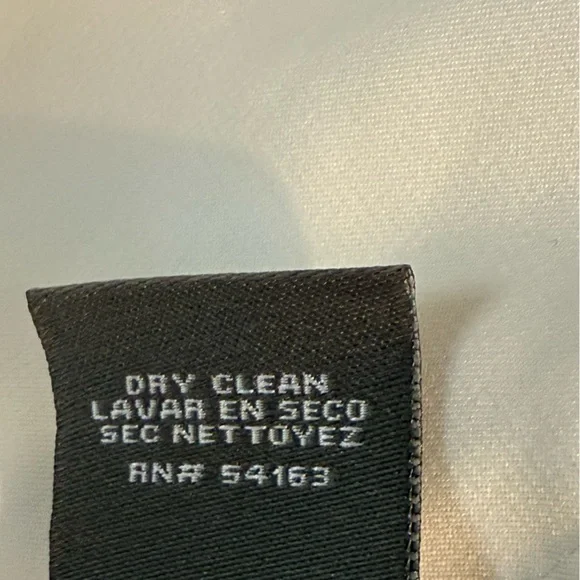 DRY CLEAN
LAVAR EN SECO
SEC NETTOYEZ
RN# 54163